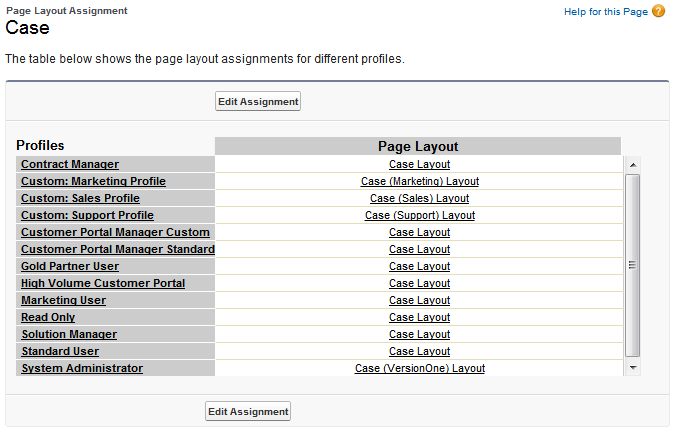 Page Layout Assignment
Help for this Page ?
Case
The table below shows the page layout assignments for different profiles.
Edit Assignment
Profiles Page Layout
Contract Manager Case Layout
Custom: Marketing Profile Case (Marketing) Layout
Custom: Sales Profile Case (Sales) Layout
Custom: Support Profile Case (Support) Layout
Customer Portal Manager Custom Case Layout
Customer Portal Manager Standard Case Layout
Gold Partner User Case Layout
High Volume Customer Portal Case Layout
Marketing User Case Layout
Read Only Case Layout
Solution Manager Case Layout
Standard User Case Layout
System Administrator Case (VersionOne) Layout
Edit Assignment